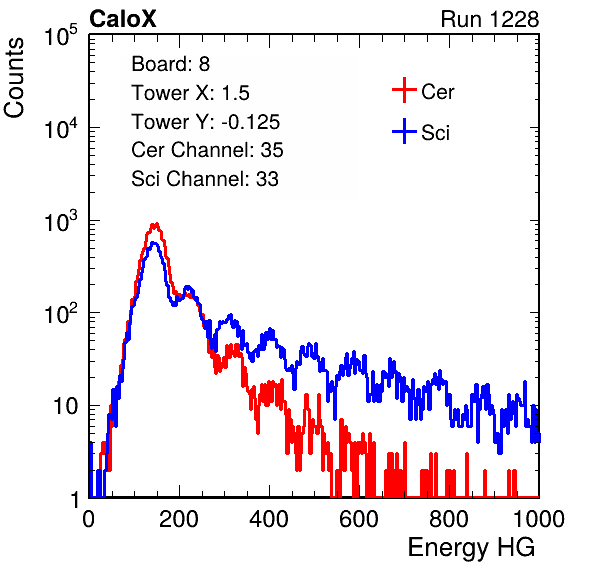 CaloX Run 1228
10^5
Counts
Board: 8
Tower X: 1.5
Tower Y: -0.125
Cer Channel: 35
Sci Channel: 33
Cer
Sci
10^4
10^3
10^2
10
1
0 200 400 600 800 1000
Energy HG